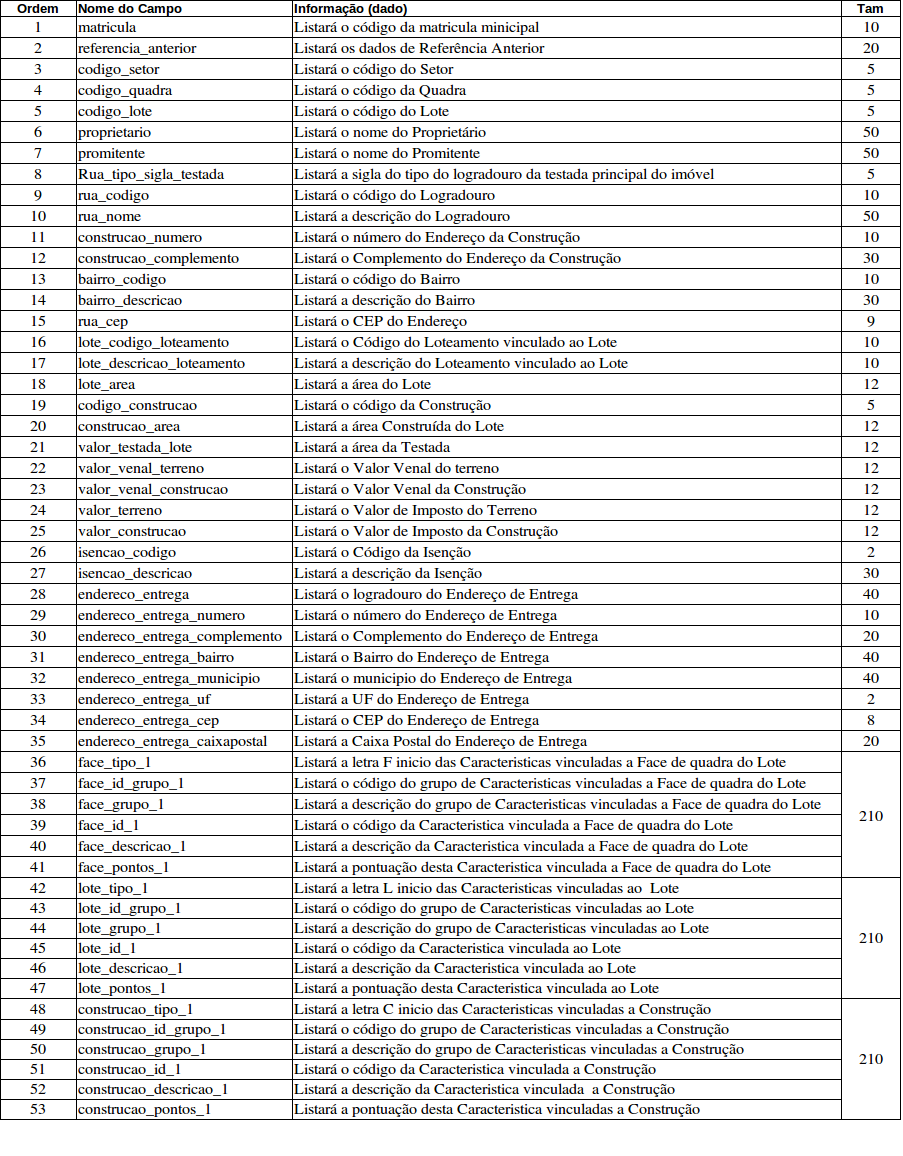 Ordem Nome do Campo Informação (dado) Tam
1 matricula Listará o código da matricula minicipal 10
2 referencia_anterior Listará os dados de Referência Anterior 20
3 codigo_setor Listará o código do Setor 5
4 codigo_quadra Listará o código da Quadra 5
5 codigo_lote Listará o código do Lote 5
6 proprietario Listará o nome do Proprietário 50
7 promitente Listará o nome do Promitente 50
8 Rua_tipo_sigla_testada Listará a sigla do tipo do logradouro da testada principal do imóvel 5
9 rua_codigo Listará o código do Logradouro 10
10 rua_nome Listará a descrição do Logradouro 50
11 construcao_numero Listará o número do Endereço da Construção 10
12 construcao_complemento Listará o Complemento do Endereço da Construção 30
13 bairro_codigo Listará o código do Bairro 10
14 bairro_descricao Listará a descrição do Bairro 30
15 rua_cep Listará o CEP do Endereço 9
16 lote_codigo_loteamento Listará o Código do Loteamento vinculado ao Lote 10
17 lote_descricao_loteamento Listará a descrição do Loteamento vinculado ao Lote 10
18 lote_area Listará a área do Lote 12
19 codigo_construcao Listará o código da Construção 5
20 construcao_area Listará a área Construída do Lote 12
21 valor_testada_lote Listará a área da Testada 12
22 valor_venal_terreno Listará o Valor Venal do terreno 12
23 valor_venal_construcao Listará o Valor Venal da Construção 12
24 valor_terreno Listará o Valor de Imposto do Terreno 12
25 valor_construcao Listará o Valor de Imposto da Construção 12
26 isencao_codigo Listará o Código da Isenção 2
27 isencao_descricao Listará a descrição da Isenção 30
28 endereco_entrega Listará o logradouro do Endereço de Entrega 40
29 endereco_entrega_numero Listará o número do Endereço de Entrega 10
30 endereco_entrega_complemento Listará o Complemento do Endereço de Entrega 20
31 endereco_entrega_bairro Listará o Bairro do Endereço de Entrega 40
32 endereco_entrega_municipio Listará o municipio do Endereço de Entrega 40
33 endereco_entrega_uf Listará a UF do Endereço de Entrega 2
34 endereco_entrega_cep Listará o CEP do Endereço de Entrega 8
35 endereco_entrega_caixapostal Listará a Caixa Postal do Endereço de Entrega 20
36 face_tipo_1 Listará a letra F inicio das Caracteristicas vinculadas a Face de quadra do Lote
37 face_id_grupo_1 Listará o código do grupo de Caracteristicas vinculadas a Face de quadra do Lote
38 face_grupo_1 Listará a descrição do grupo de Caracteristicas vinculadas a Face de quadra do Lote
210
39 face_id_1 Listará o código da Caracteristica vinculada a Face de quadra do Lote
40 face_descricao_1 Listará a descrição da Caracteristica vinculada a Face de quadra do Lote
41 face_pontos_1 Listará a pontuação desta Caracteristica vinculada a Face de quadra do Lote
42 lote_tipo_1 Listará a letra L inicio das Caracteristicas vinculadas ao  Lote
43 lote_id_grupo_1 Listará o código do grupo de Caracteristicas vinculadas ao Lote
44 lote_grupo_1 Listará a descrição do grupo de Caracteristicas vinculadas ao Lote
210
45 lote_id_1 Listará o código da Caracteristica vinculada ao Lote
46 lote_descricao_1 Listará a descrição da Caracteristica vinculada ao Lote
47 lote_pontos_1 Listará a pontuação desta Caracteristica vinculada ao Lote
48 construcao_tipo_1 Listará a letra C inicio das Caracteristicas vinculadas a Construção
49 construcao_id_grupo_1 Listará o código do grupo de Caracteristicas vinculadas a Construção
50 construcao_grupo_1 Listará a descrição do grupo de Caracteristicas vinculadas a Construção
210
51 construcao_id_1 Listará o código da Caracteristica vinculada a Construção
52 construcao_descricao_1 Listará a descrição da Caracteristica vinculada  a Construção
53 construcao_pontos_1 Listará a pontuação desta Caracteristica vinculadas a Construção